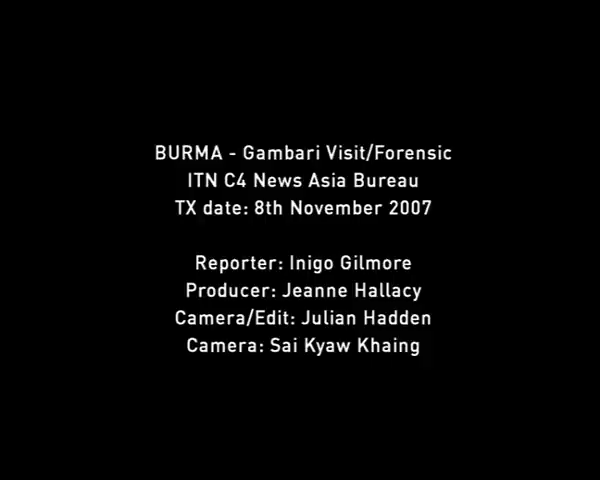 BURMA - Gambari Visit/Forensic
ITN C4 News Asia Bureau
TX date: 8th November 2007
Reporter: Inigo Gilmore
Producer: Jeanne Hallacy
Camera/Edit: Julian Hadden
Camera: Sai Kyaw Khaing